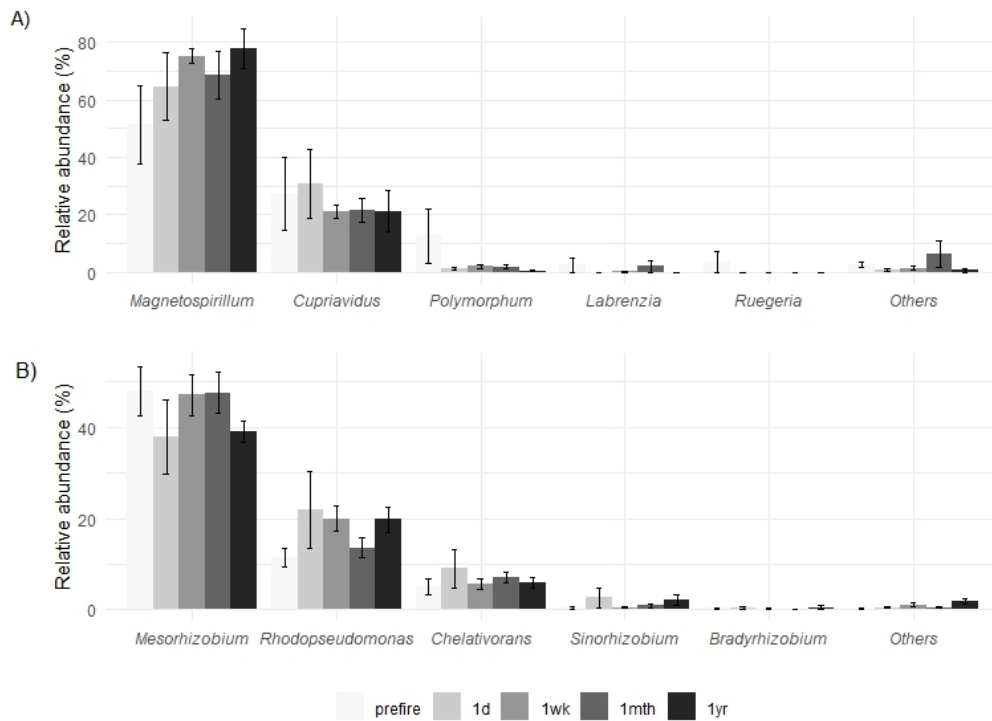 A)
Relative abundance (%)
80
60
40
20
0
Magnetospirillum Cupriavidus Polymorphum Labrenzia Ruegeria Others
B)
Relative abundance (%)
40
20
0
Mesorhizobium Rhodopseudomonas Chelativorans Sinorhizobium Bradyrhizobium Others
prefire 1d 1wk 1mth 1yr